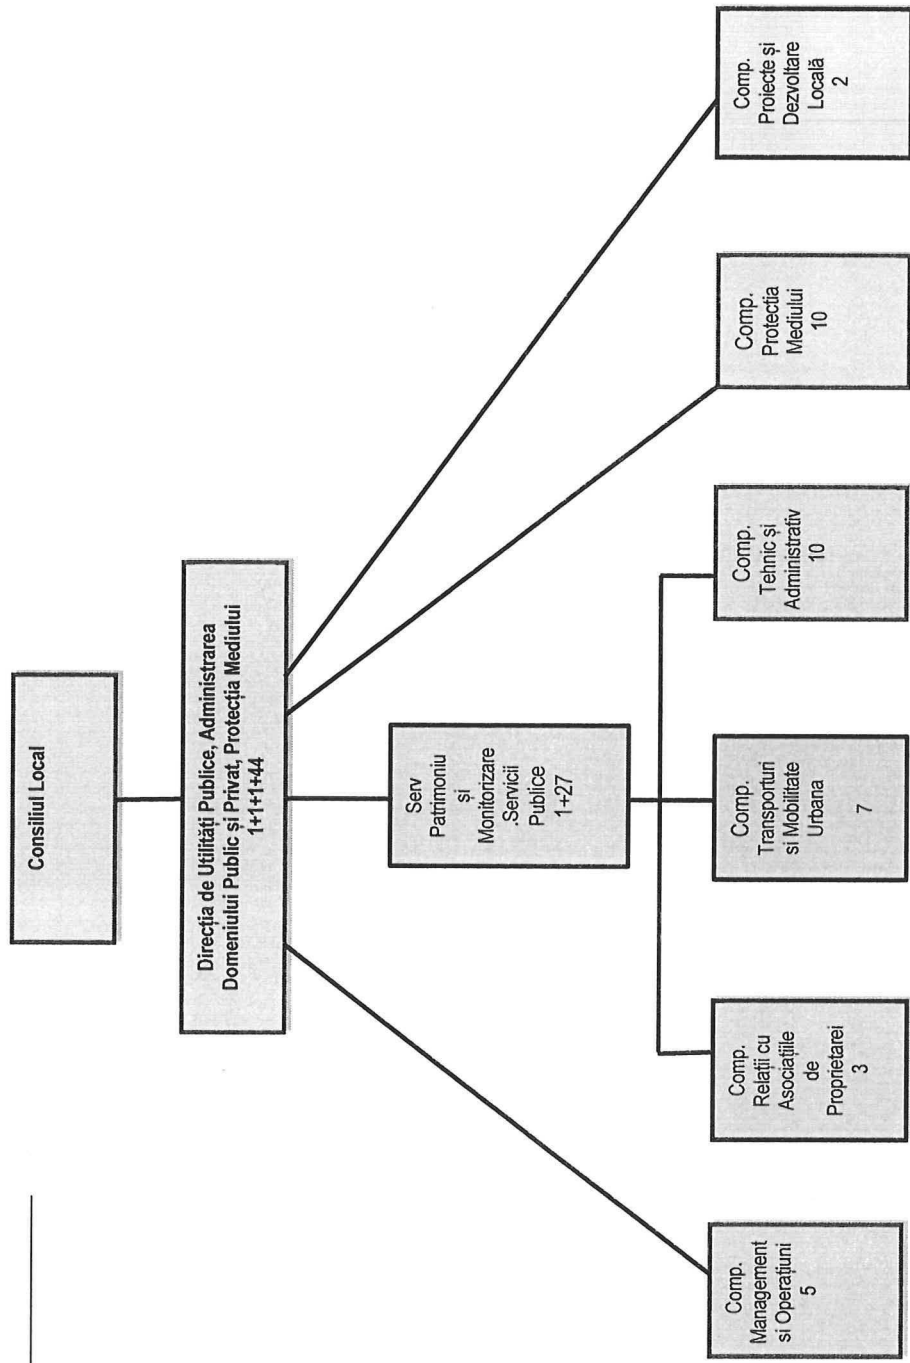 Consiliul Local
Direcția de Utilități Publice, Administrarea
Domeniului Public și Privat, Protecția Mediului
1+1+1+44
Serv
Patrimoniu
și
Monitorizare
.Servicii
Publice
1+27
Comp.
Management
si Operațiuni
5
Comp.
Relații cu
Asociațiile
de
Proprietarei
3
Comp.
Transporturi
si Mobilitate
Urbana
7
Comp.
Tehnic și
Administrativ
10
Comp.
Protectia
Mediului
10
Comp.
Proiecte și
Dezvoltare
Locală
2